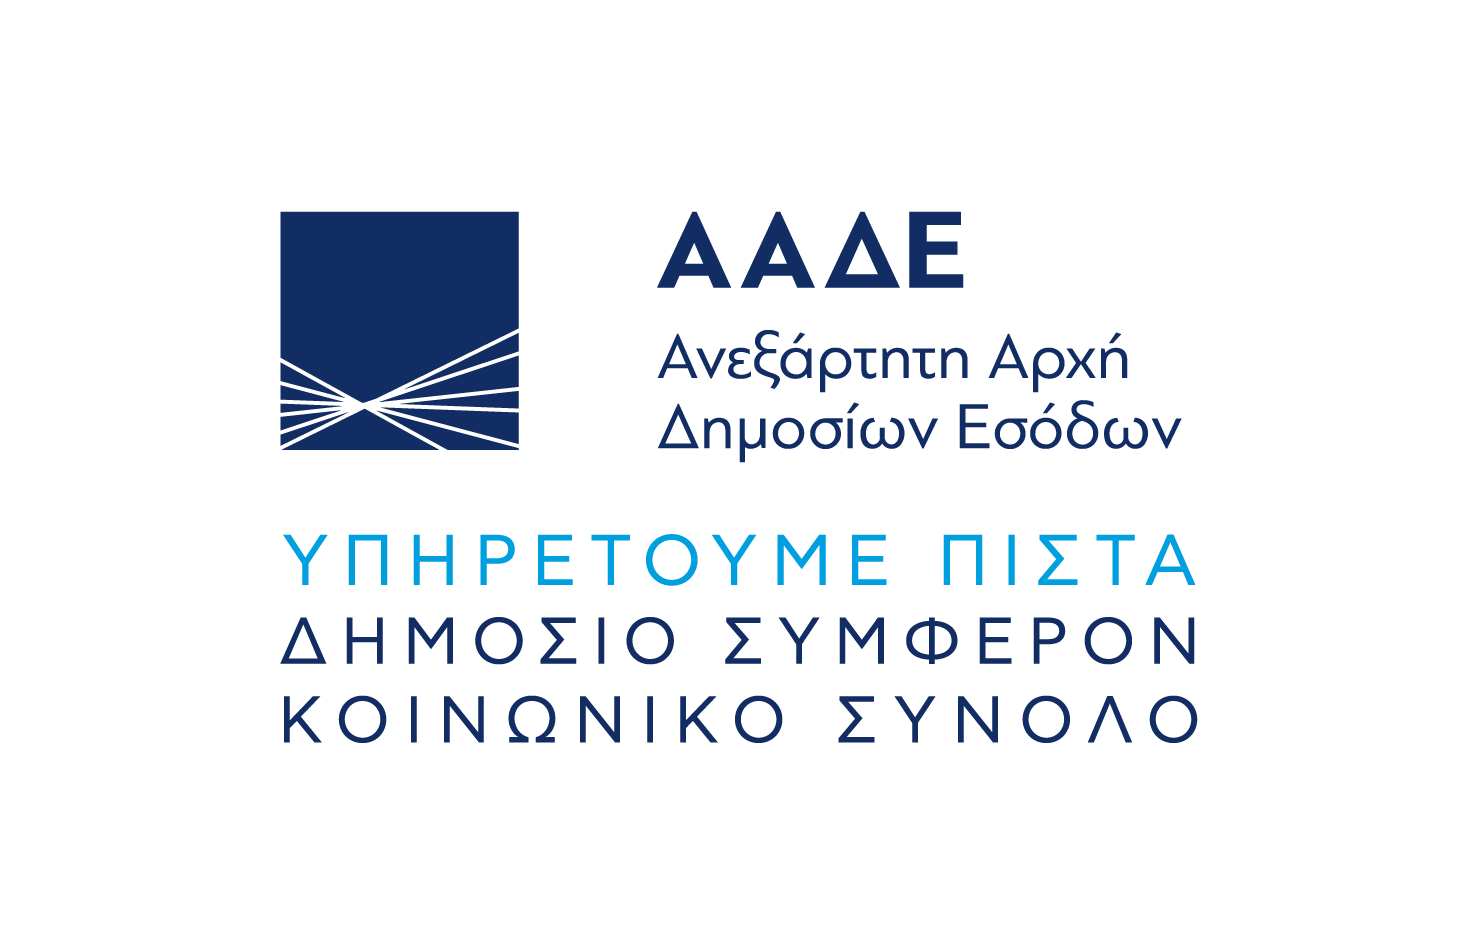 ΑΑΔΕ
Ανεξάρτητη Αρχή
Δημοσίων Εσόδων
ΥΠΗΡΕΤΟΥΜΕ ΠΙΣΤΑ
ΔΗΜΟΣΙΟ ΣΥΜΦΕΡΟΝ
ΚΟΙΝΩΝΙΚΟ ΣΥΝΟΛΟ